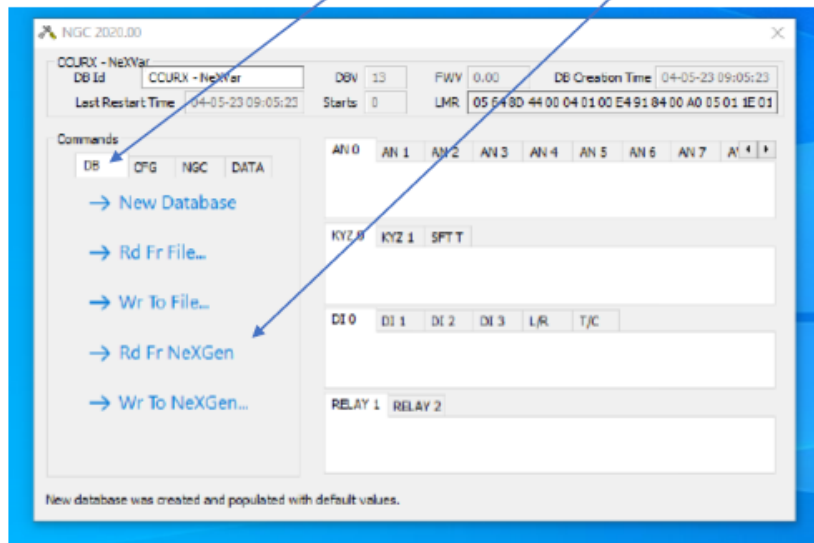 NGC 2020.00
CCURX - NeXVar
DB Id CCURX - NeXVar DBV 13 FWV 0.00 DB Creation Time 04-05-23 09:05:23
Last Restart Time 04-05-23 09:05:23 Starts 0 LMR 05 64 8D 44 00 04 01 00 E4 91 84 00 A0 05 01 1E 01
Commands
DB CFG NGC DATA
→ New Database
→ Rd Fr File...
→ Wr To File...
→ Rd Fr NeXGen
→ Wr To NeXGen...
AN 0 AN 1 AN 2 AN 3 AN 4 AN 5 AN 6 AN 7
KYZ 0 KYZ 1 SFT T
DI 0 DI 1 DI 2 DI 3 L/R T/C
RELAY 1 RELAY 2
New database was created and populated with default values.